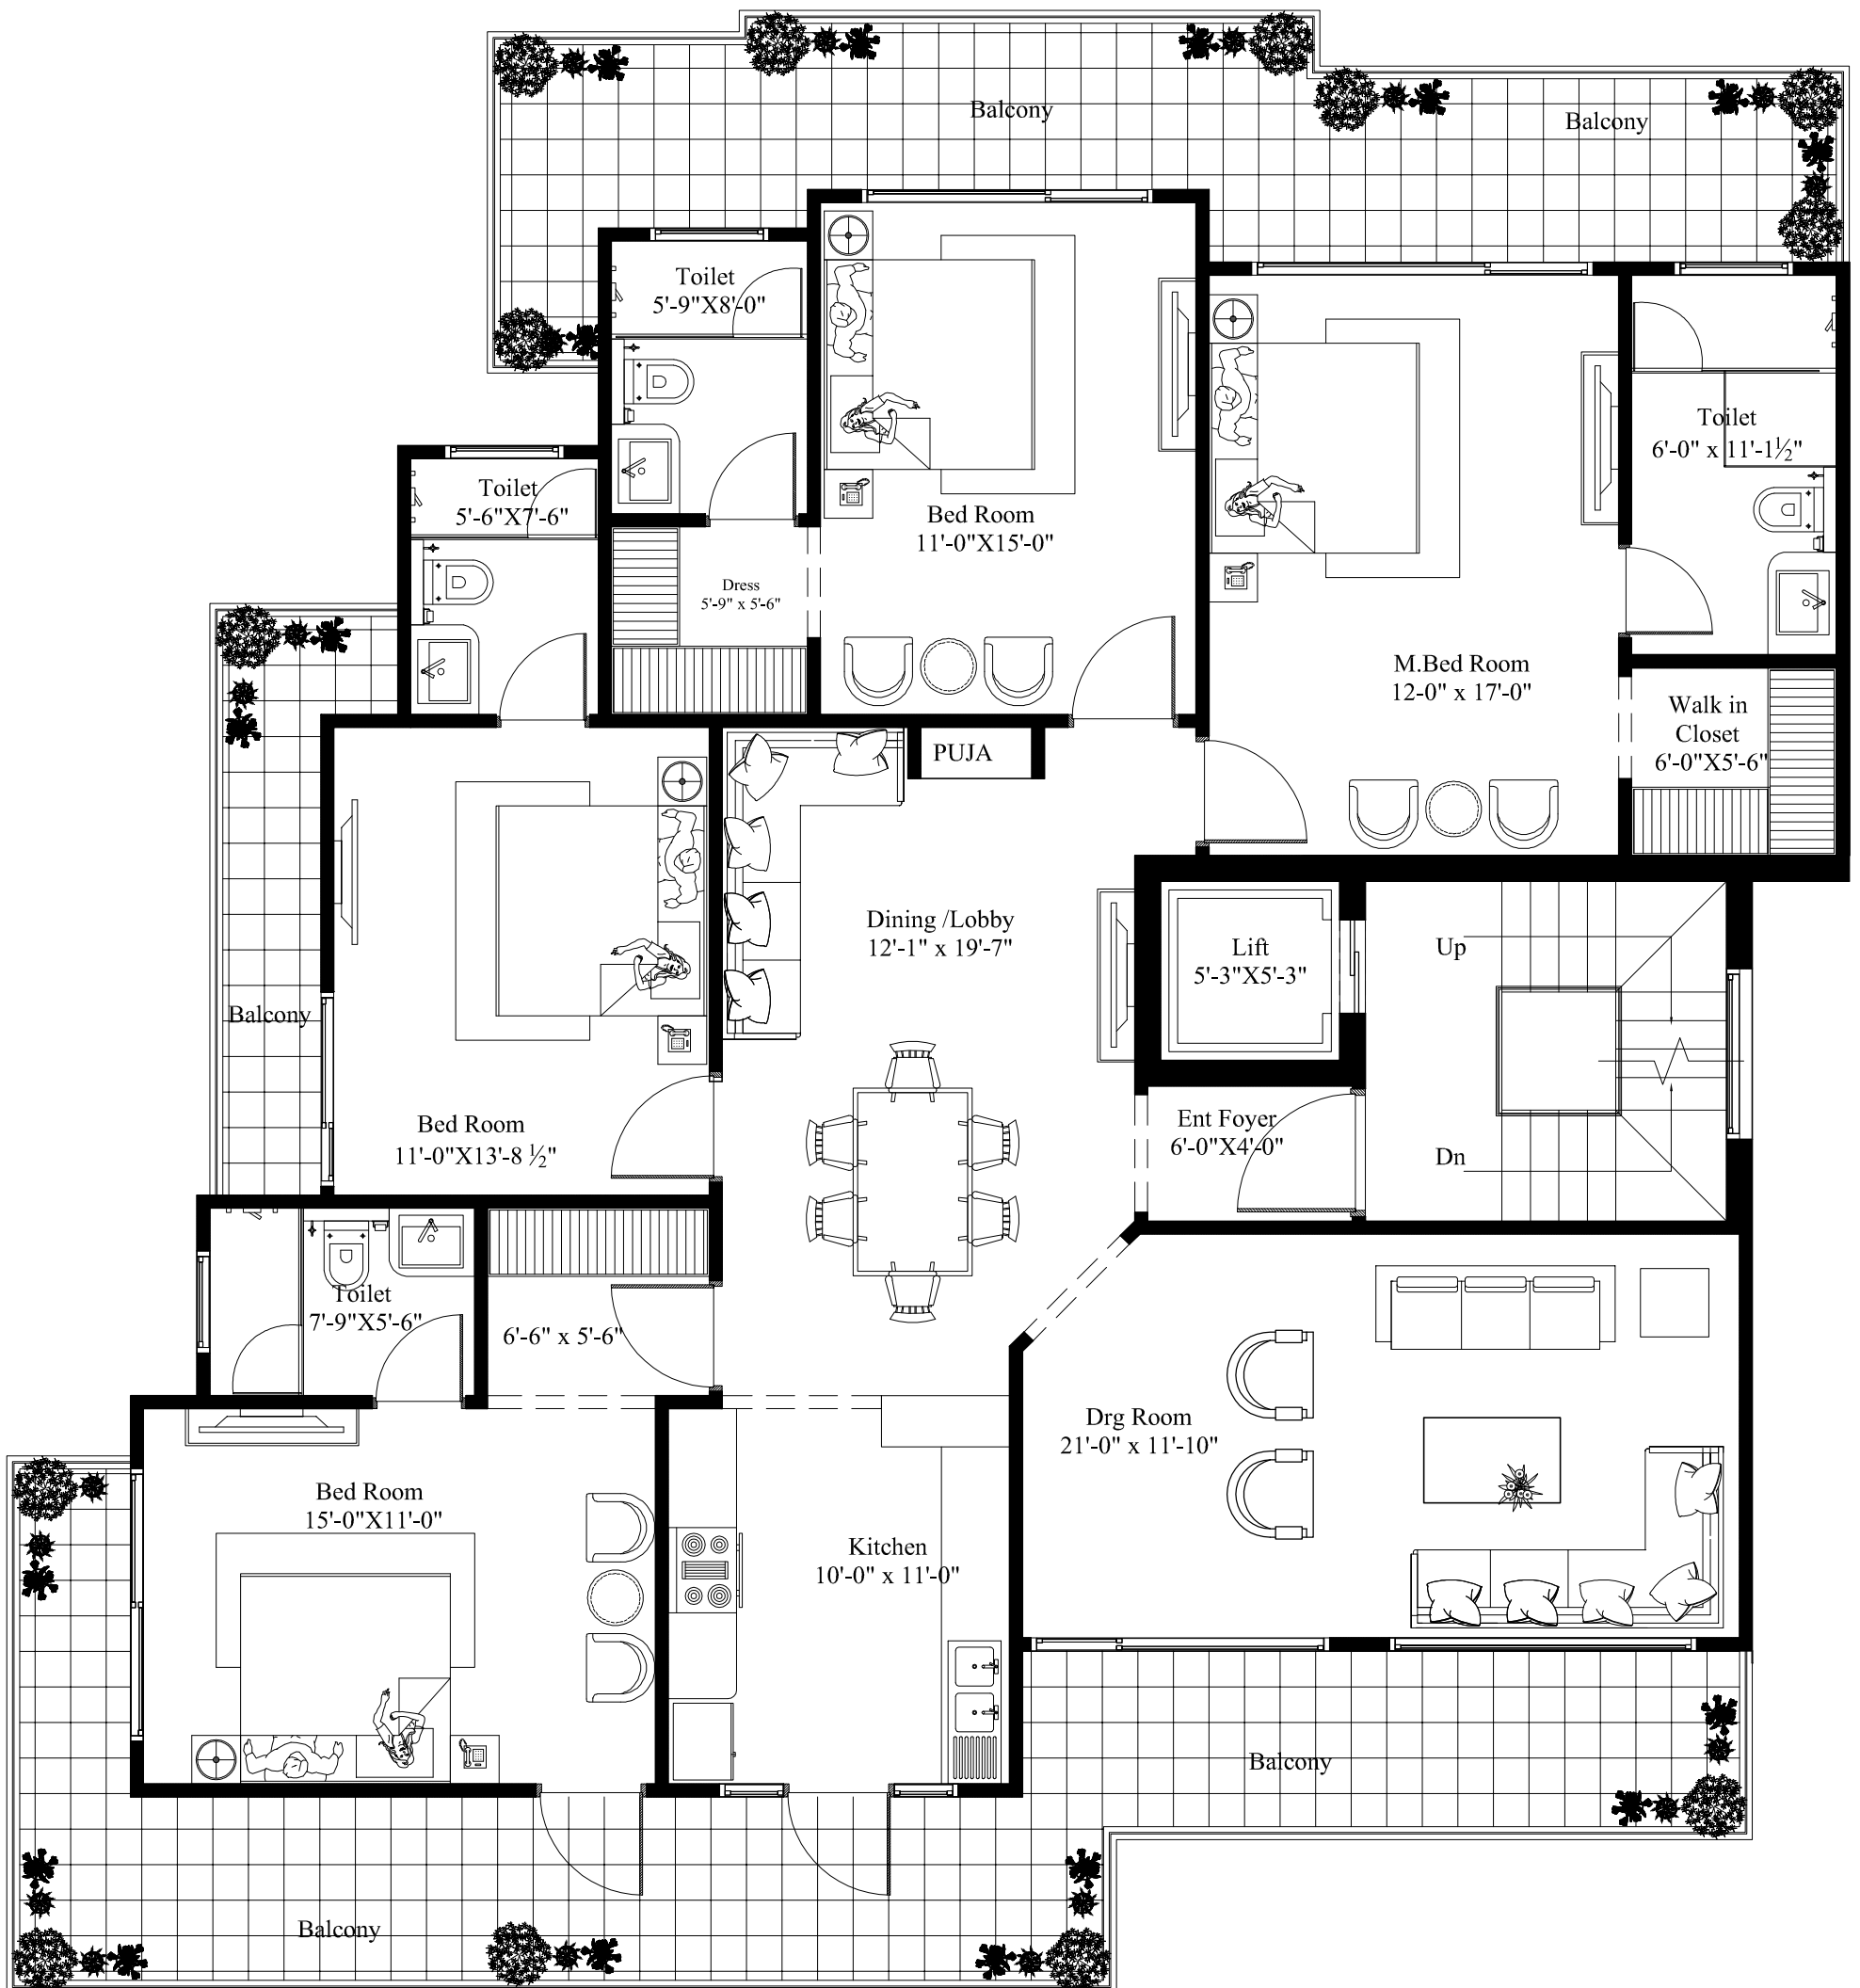 Balcony
Balcony
Toilet
5'-9"X8'-0"
Toilet
6'-0" x 11'-1½"
Toilet
5'-6"X7'-6"
Bed Room
11'-0"X15'-0"
Dress
5'-9" x 5'-6"
M.Bed Room
12-0" x 17'-0"
Walk in
Closet
6'-0"X5'-6"
PUJA
Dining /Lobby
12'-1" x 19'-7"
Lift
5'-3"X5'-3"
Up
Balcony
Bed Room
11'-0"X13'-8 ½"
Ent Foyer
6'-0"X4'-0"
Dn
Toilet
7'-9"X5'-6"
6'-6" x 5'-6"
Drg Room
21'-0" x 11'-10"
Bed Room
15'-0"X11'-0"
Kitchen
10'-0" x 11'-0"
Balcony
Balcony